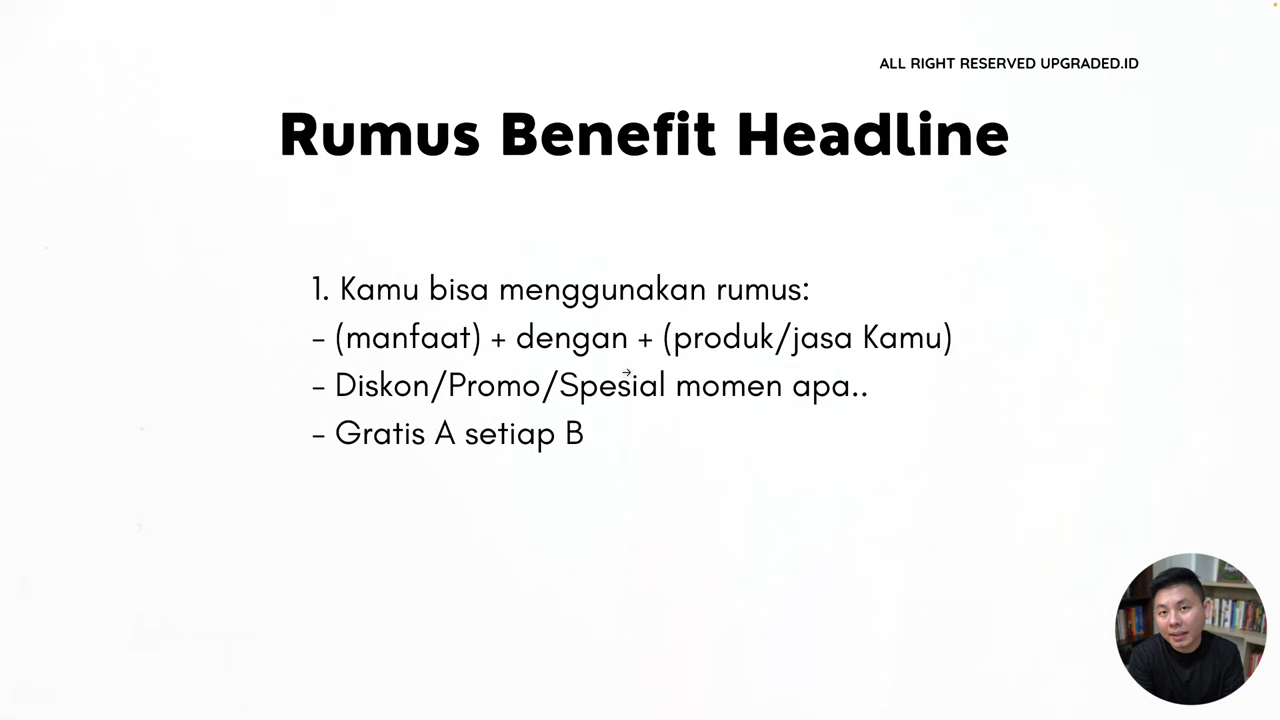 ALL RIGHT RESERVED UPGRADED.ID
Rumus Benefit Headline
1. Kamu bisa menggunakan rumus:
- (manfaat) + dengan + (produk/jasa Kamu)
- Diskon/Promo/Spesial momen apa..
- Gratis A setiap B